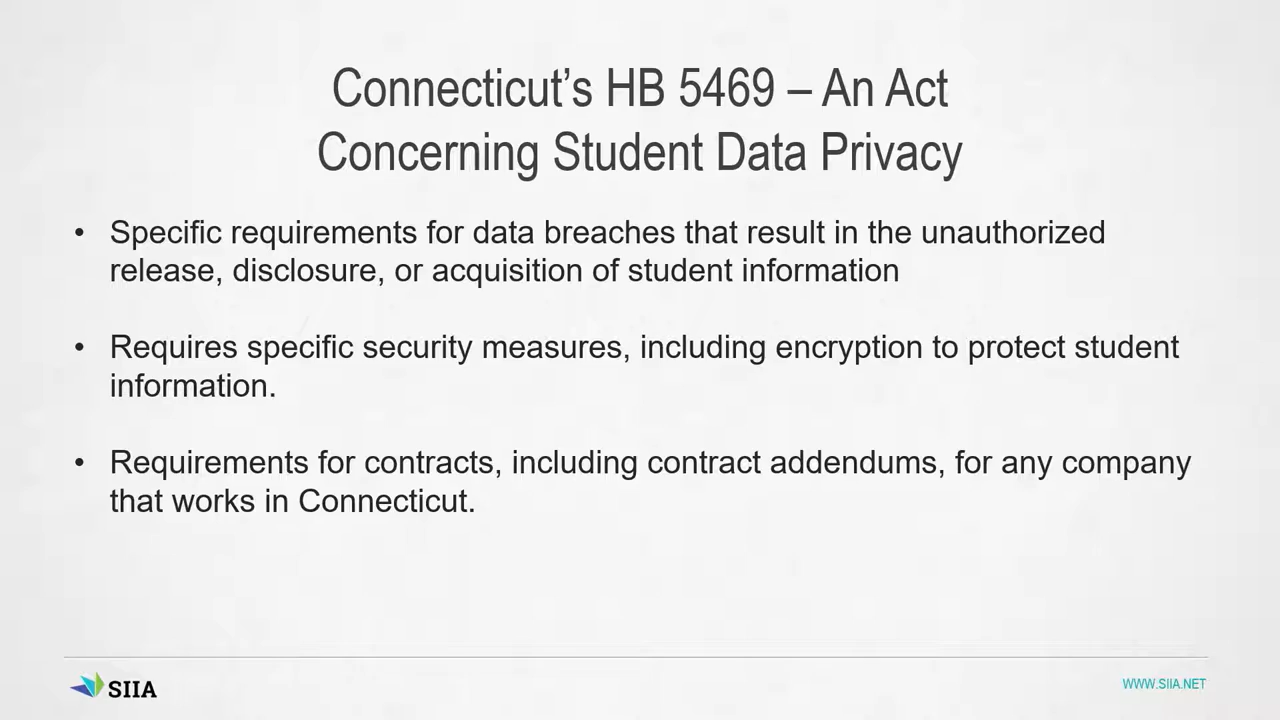 Connecticut’s HB 5469 – An Act
Concerning Student Data Privacy
• Specific requirements for data breaches that result in the unauthorized
release, disclosure, or acquisition of student information
• Requires specific security measures, including encryption to protect student
information.
• Requirements for contracts, including contract addendums, for any company
that works in Connecticut.
SIIA
WWW.SIIA.NET